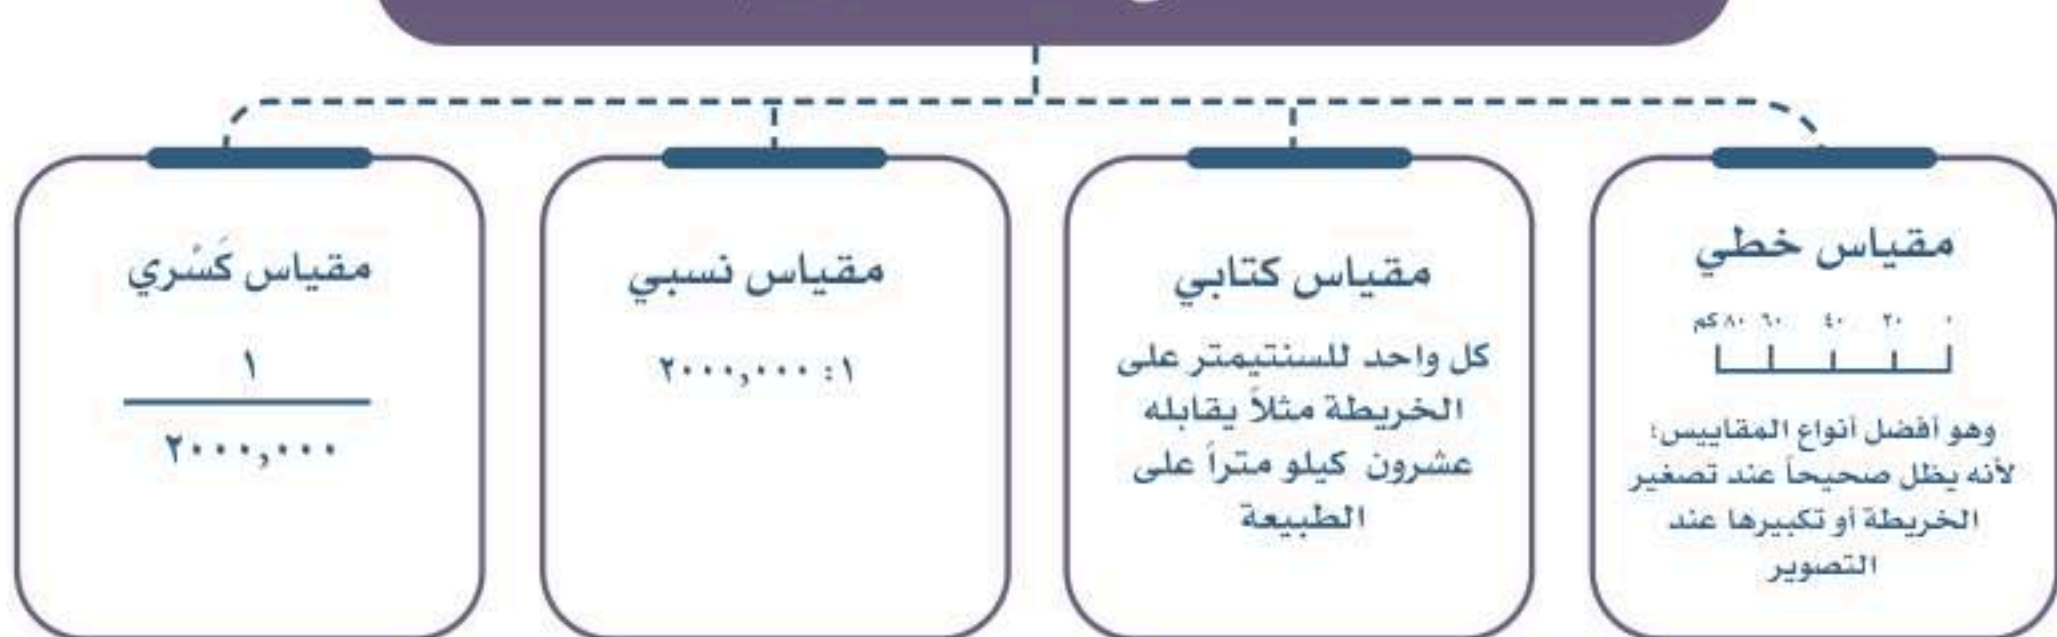 مقياس خطي
٠ ٢٠ ٤٠ ٦٠ ٨٠ كم
وهو أفضل أنواع المقاييس؛
لأنه يظل صحيحاً عند تصغير
الخريطة أو تكبيرها عند
التصوير
مقياس كتابي
كل واحد للسنتيمتر على
الخريطة مثلاً يقابله
عشرون كيلو متراً على
الطبيعة
مقياس نسبي
١: ٢٠٠٠,٠٠٠
مقياس كَسْري
١
٢٠٠٠,٠٠٠